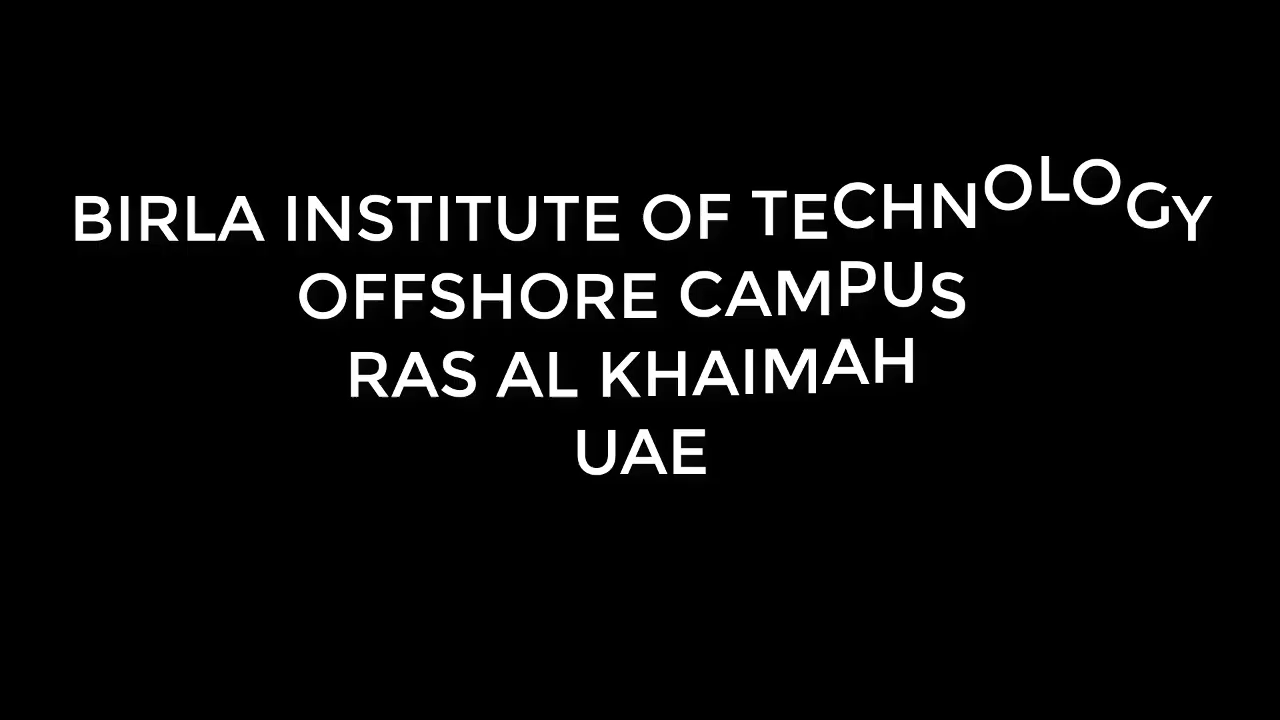 BIRLA INSTITUTE OF TECHNOLOGY
OFFSHORE CAMPUS
RAS AL KHAIMAH
UAE